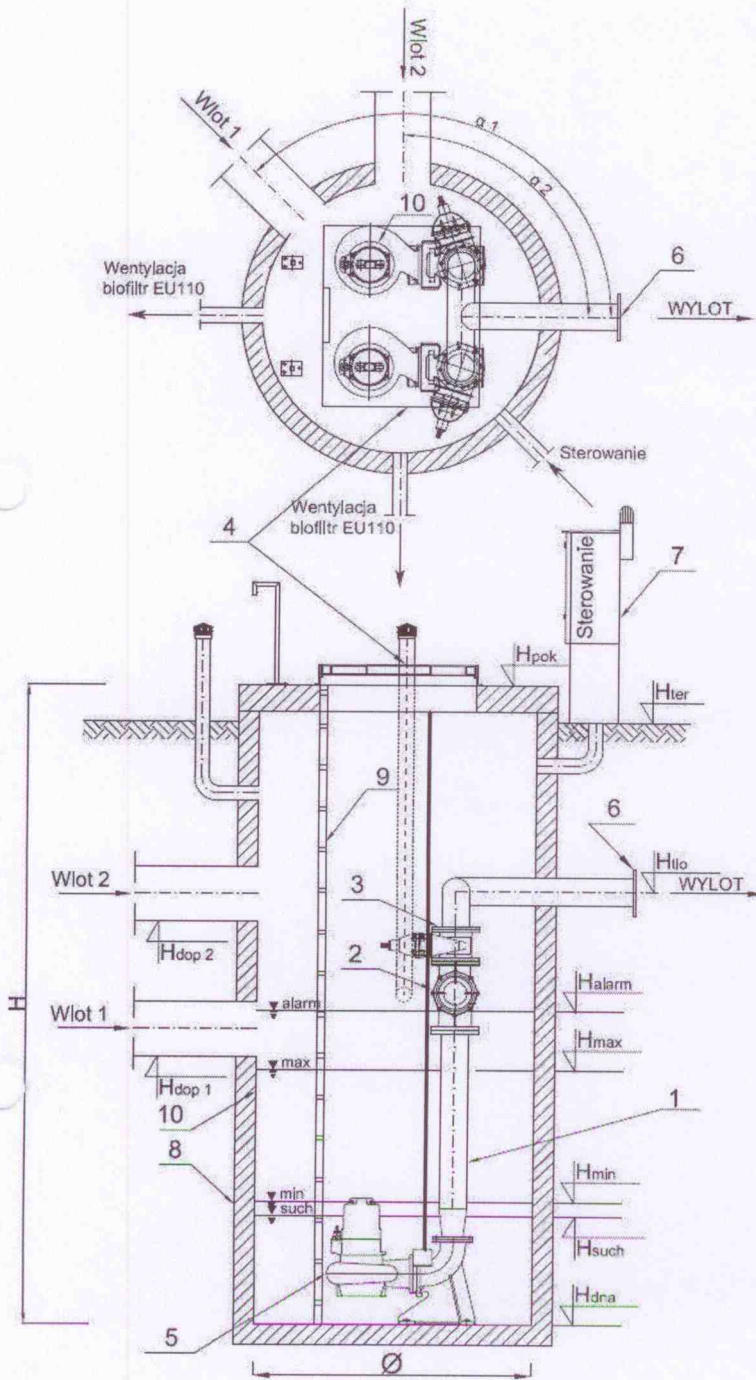 Wlot 2
Wlot 1
α 1
α 2
10
6
Wentylacja
biofiltr EU110
WYLOT
Sterowanie
Wentylacja
biofiltr EU110
4
7
Sterowanie
Hpok
Hter
9
6
3
Htło
Wlot 2
WYLOT
Hdop 2
2
alarm
Halarm
H
Wlot 1
max
Hmax
Hdop 1
10
1
8
min
Hmin
such
Hsuch
Hdna
5
Ø